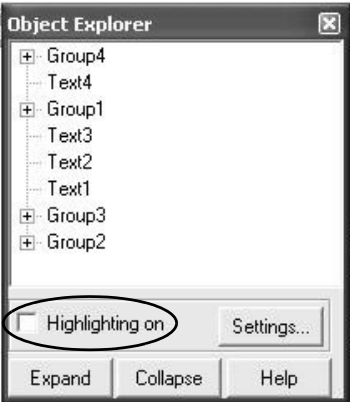 Object Explorer
Group4
Text4
Group1
Text3
Text2
Text1
Group3
Group2
Highlighting on
Settings...
Expand Collapse Help